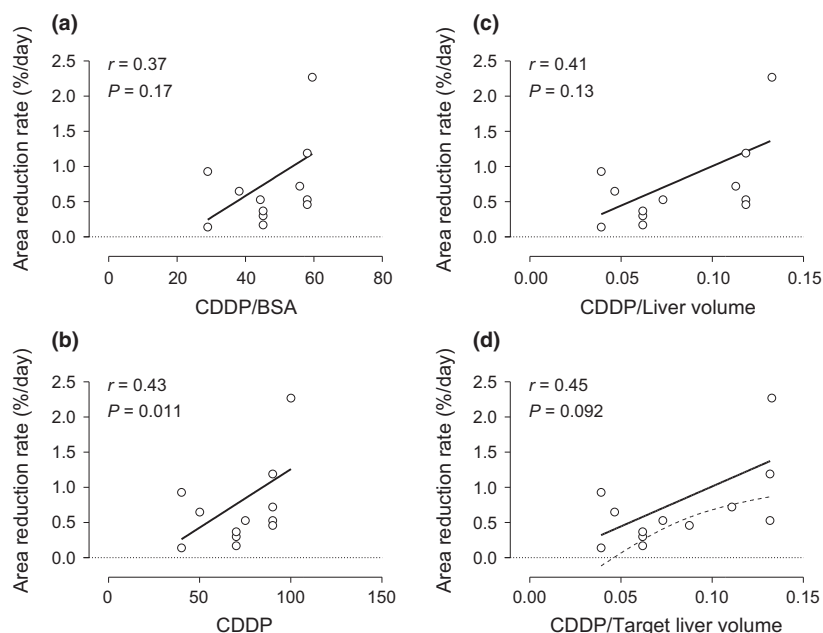 (a)
r = 0.37
P = 0.17
Area reduction rate (%/day)
2.5
2.0
1.5
1.0
0.5
0.0
0 20 40 60 80
CDDP/BSA
(c)
r = 0.41
P = 0.13
Area reduction rate (%/day)
2.5
2.0
1.5
1.0
0.5
0.0
0.00 0.05 0.10 0.15
CDDP/Liver volume
(b)
r = 0.43
P = 0.011
Area reduction rate (%/day)
2.5
2.0
1.5
1.0
0.5
0.0
0 50 100 150
CDDP
(d)
r = 0.45
P = 0.092
Area reduction rate (%/day)
2.5
2.0
1.5
1.0
0.5
0.0
0.00 0.05 0.10 0.15
CDDP/Target liver volume